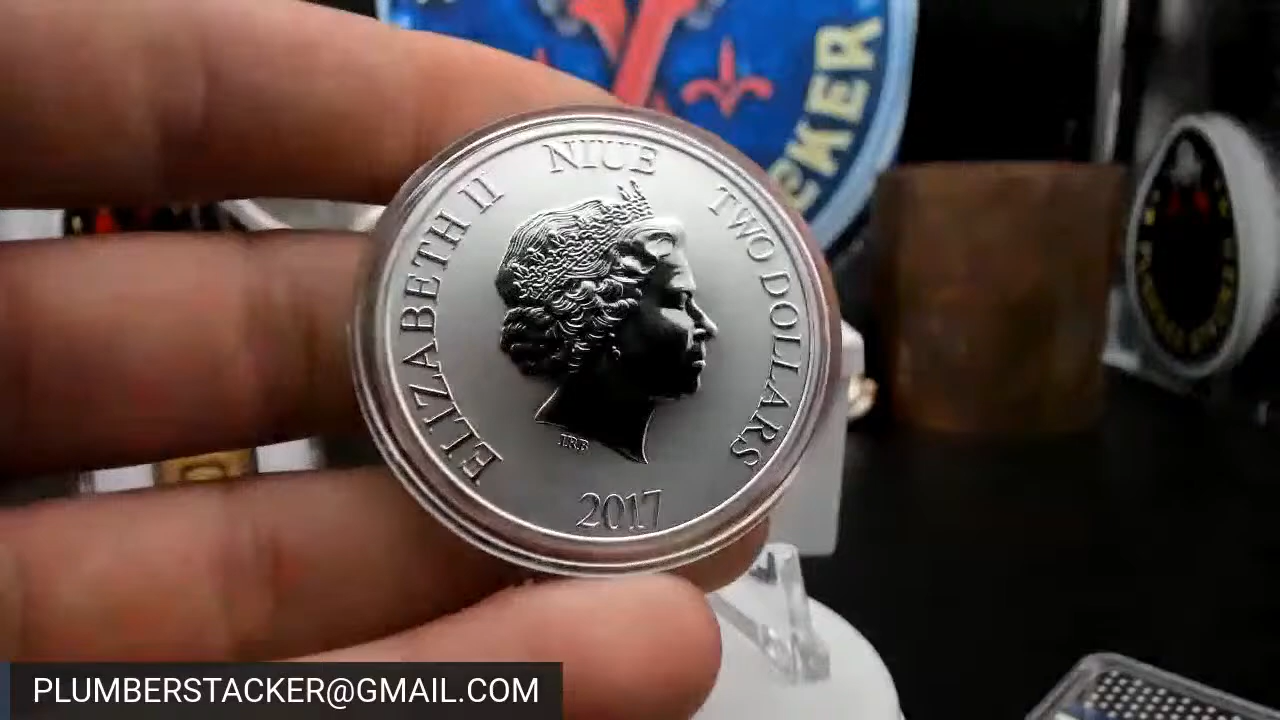 EKER
ELIZABETH II
NIUE
TWO DOLLARS
IRB
2017
PLUMBERSTACKER@GMAIL.COM